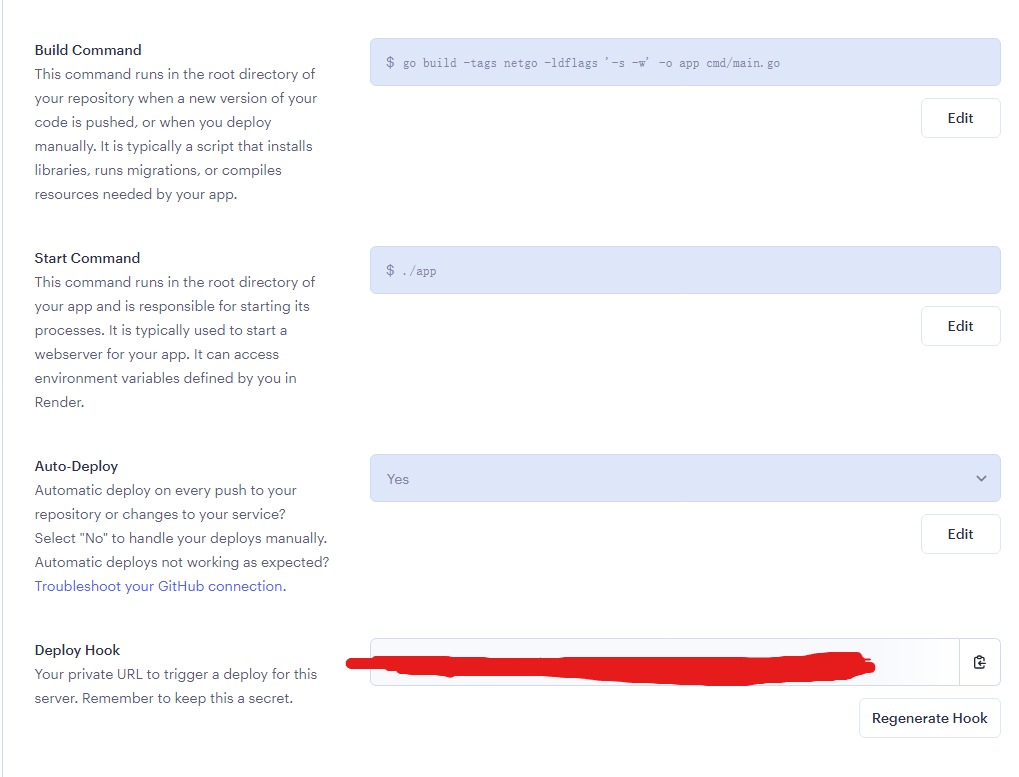 Build Command
This command runs in the root directory of
your repository when a new version of your
code is pushed, or when you deploy
manually. It is typically a script that installs
libraries, runs migrations, or compiles
resources needed by your app.
$ go build -tags netgo -ldflags '-s -w' -o app cmd/main.go
Edit
Start Command
This command runs in the root directory of
your app and is responsible for starting its
processes. It is typically used to start a
webserver for your app. It can access
environment variables defined by you in
Render.
$ ./app
Edit
Auto-Deploy
Automatic deploy on every push to your
repository or changes to your service?
Select "No" to handle your deploys manually.
Automatic deploys not working as expected?
Troubleshoot your GitHub connection.
Yes
Edit
Deploy Hook
Your private URL to trigger a deploy for this
server. Remember to keep this a secret.
Regenerate Hook